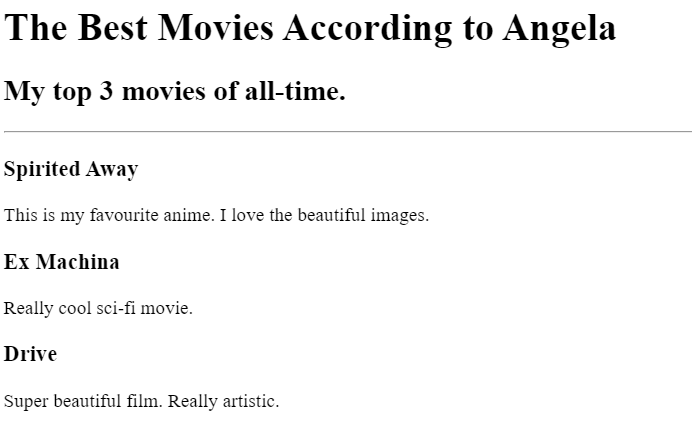 The Best Movies According to Angela
My top 3 movies of all-time.
Spirited Away
This is my favourite anime. I love the beautiful images.
Ex Machina
Really cool sci-fi movie.
Drive
Super beautiful film. Really artistic.